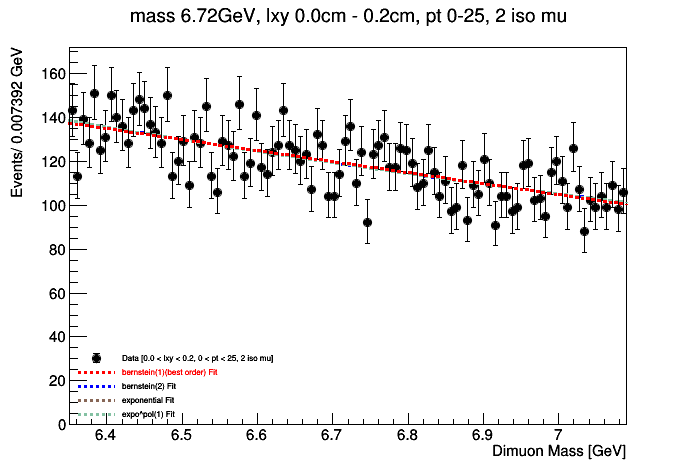 mass 6.72GeV, lxy 0.0cm - 0.2cm, pt 0-25, 2 iso mu
Events/ 0.007392 GeV
160
140
120
100
80
60
40
20
0
Data [0.0 < lxy < 0.2, 0 < pt < 25, 2 iso mu]
bernstein(1)(best order) Fit
bernstein(2) Fit
exponential Fit
expo*pol(1) Fit
6.4 6.5 6.6 6.7 6.8 6.9 7
Dimuon Mass [GeV]